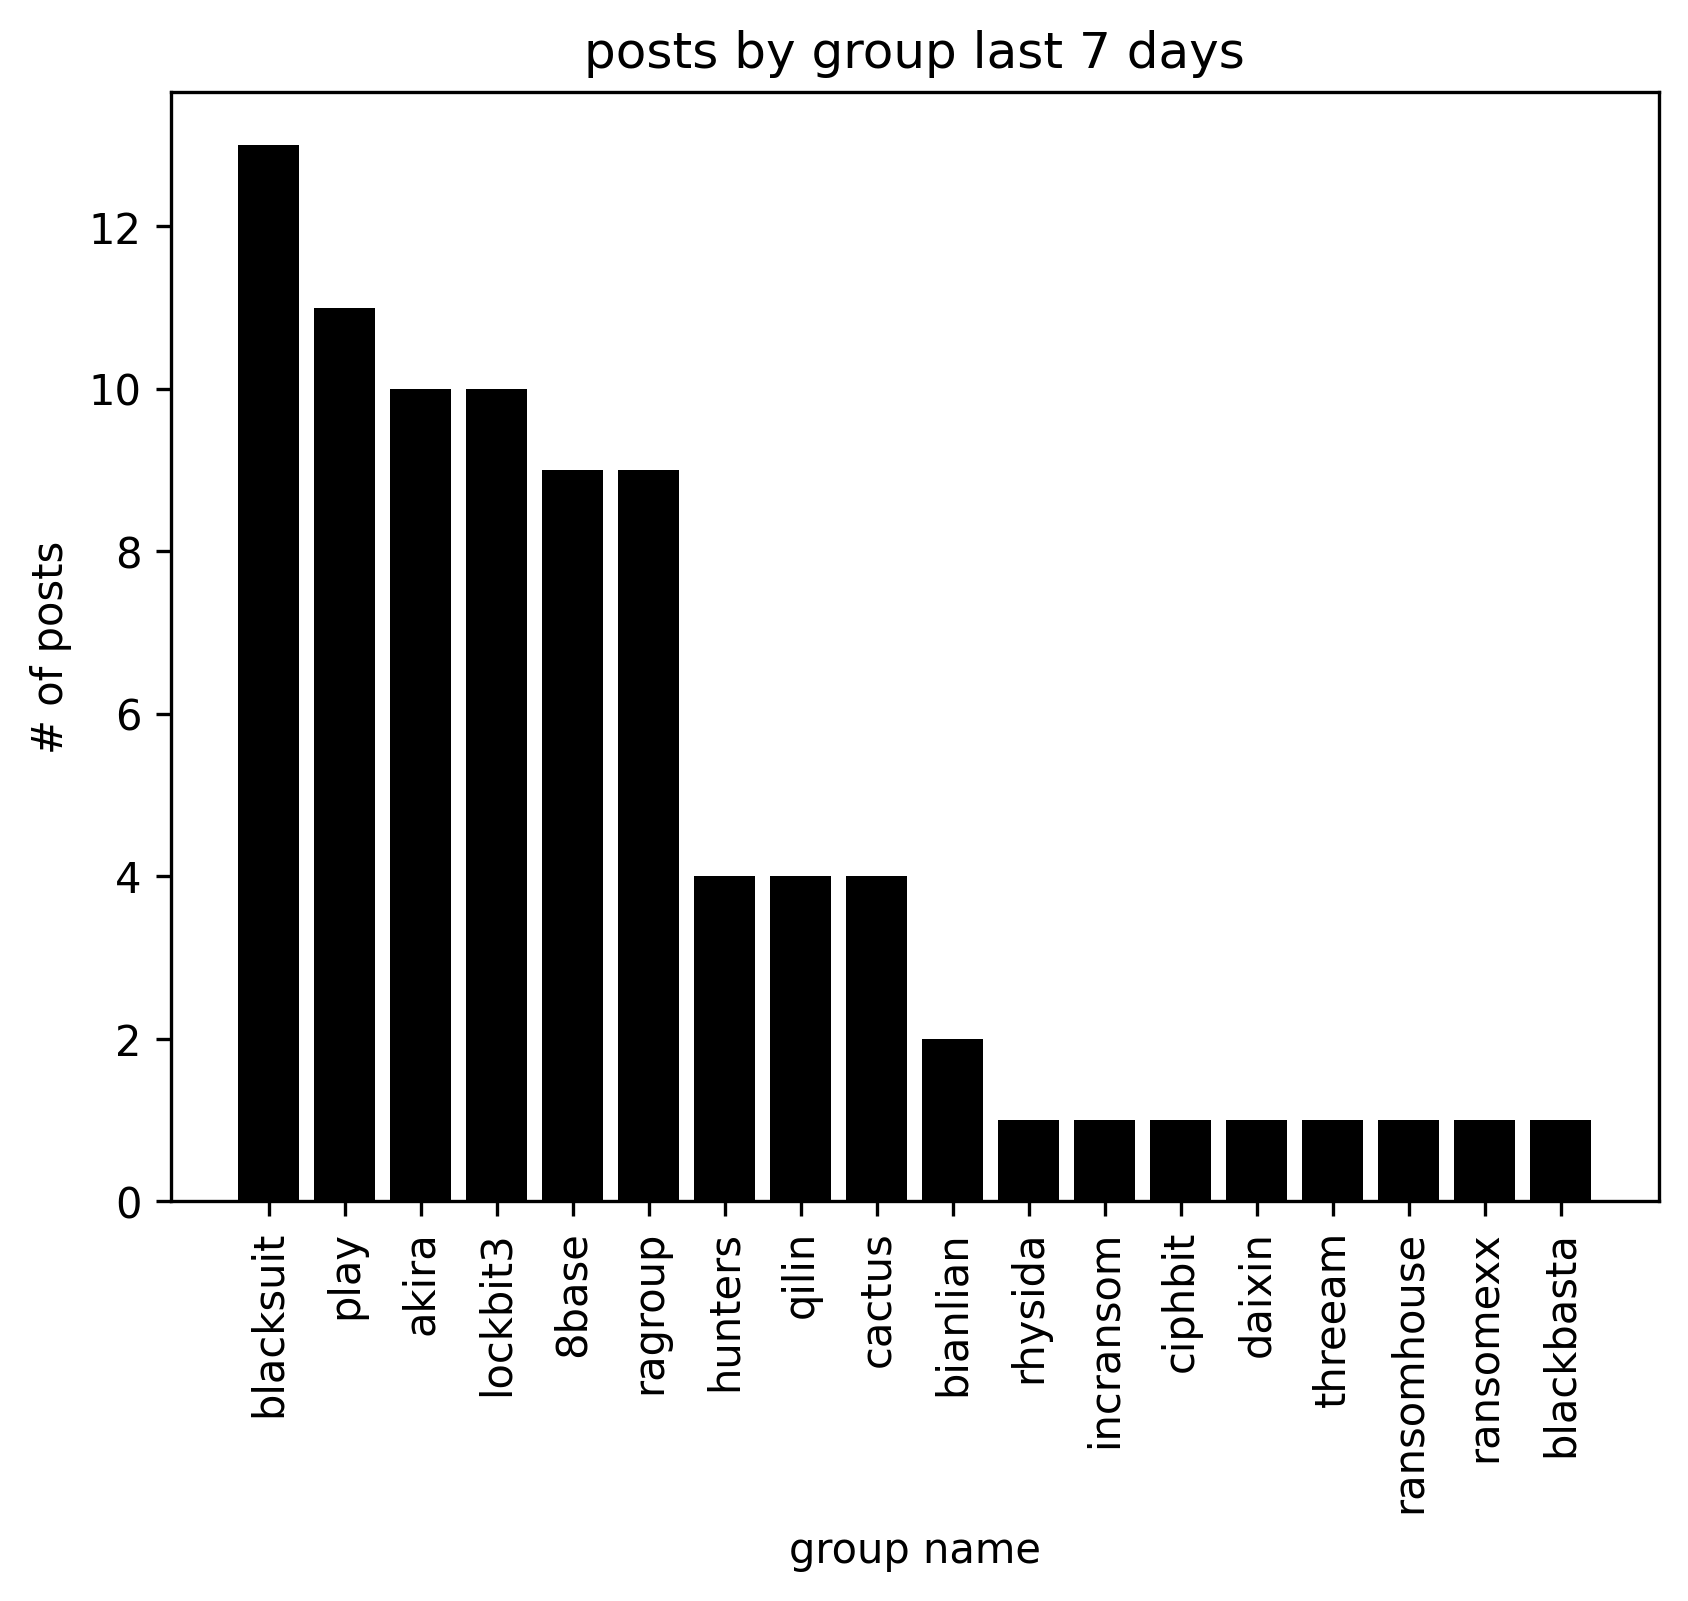 posts by group last 7 days
# of posts
12
10
8
6
4
2
0
blacksuit
play
akira
lockbit3
8base
ragroup
hunters
qilin
cactus
bianlian
rhysida
incransom
ciphbit
daixin
threeam
ransomhouse
ransomexx
blackbasta
group name